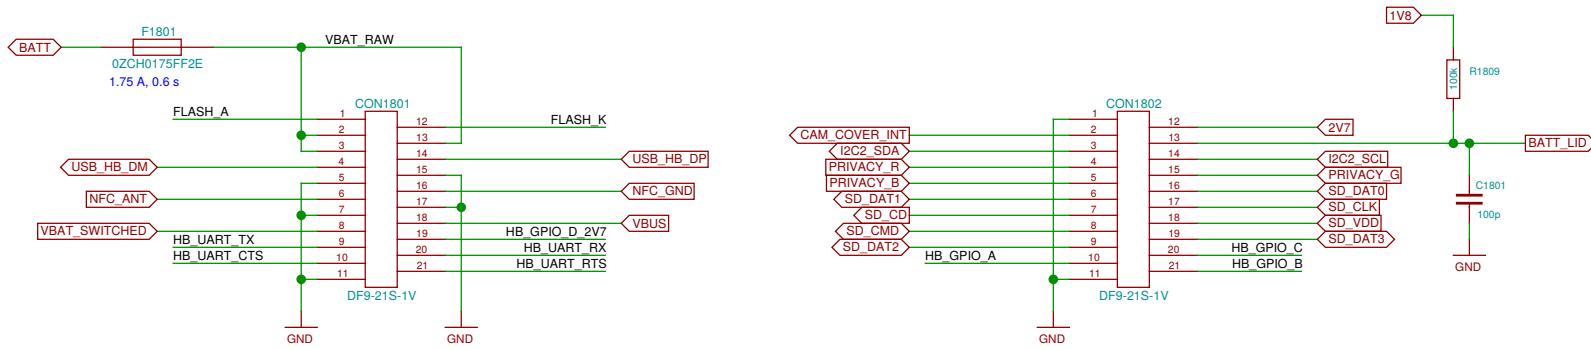 BATT
F1801
0ZCH0175FF2E
1.75 A, 0.6 s
VBAT_RAW
CON1801
FLASH_A 1
2
3
USB_HB_DM 4
5
NFC_ANT 6
7
VBAT_SWITCHED 8
HB_UART_TX 9
HB_UART_CTS 10
11
12 FLASH_K
13
14 USB_HB_DP
15
16 NFC_GND
17
18 VBUS
19 HB_GPIO_D_2V7
20 HB_UART_RX
21 HB_UART_RTS
DF9-21S-1V
GND
GND
CON1802
1
CAM_COVER_INT 2
I2C2_SDA 3
PRIVACY_R 4
PRIVACY_B 5
SD_DAT1 6
SD_CD 7
SD_CMD 8
SD_DAT2 9
HB_GPIO_A 10
11
12 2V7
13
14 I2C2_SCL
15 PRIVACY_G
16 SD_DAT0
17 SD_CLK
18 SD_VDD
19 SD_DAT3
20 HB_GPIO_C
21 HB_GPIO_B
DF9-21S-1V
GND
1V8
100k
R1809
BATT_LID
C1801
100p
GND